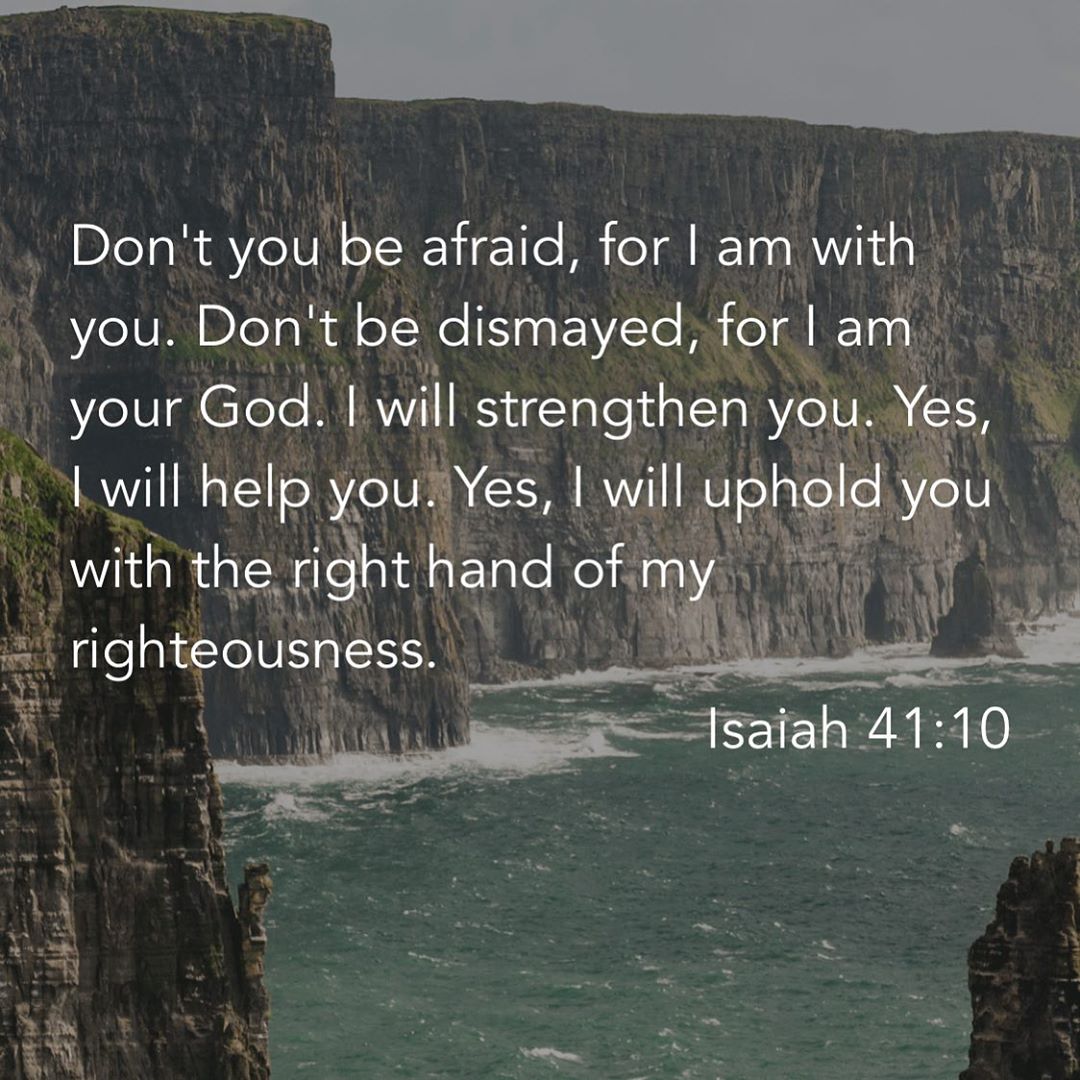 Don't you be afraid, for I am with
you. Don't be dismayed, for I am
your God. I will strengthen you. Yes,
I will help you. Yes, I will uphold you
with the right hand of my
righteousness.
Isaiah 41:10